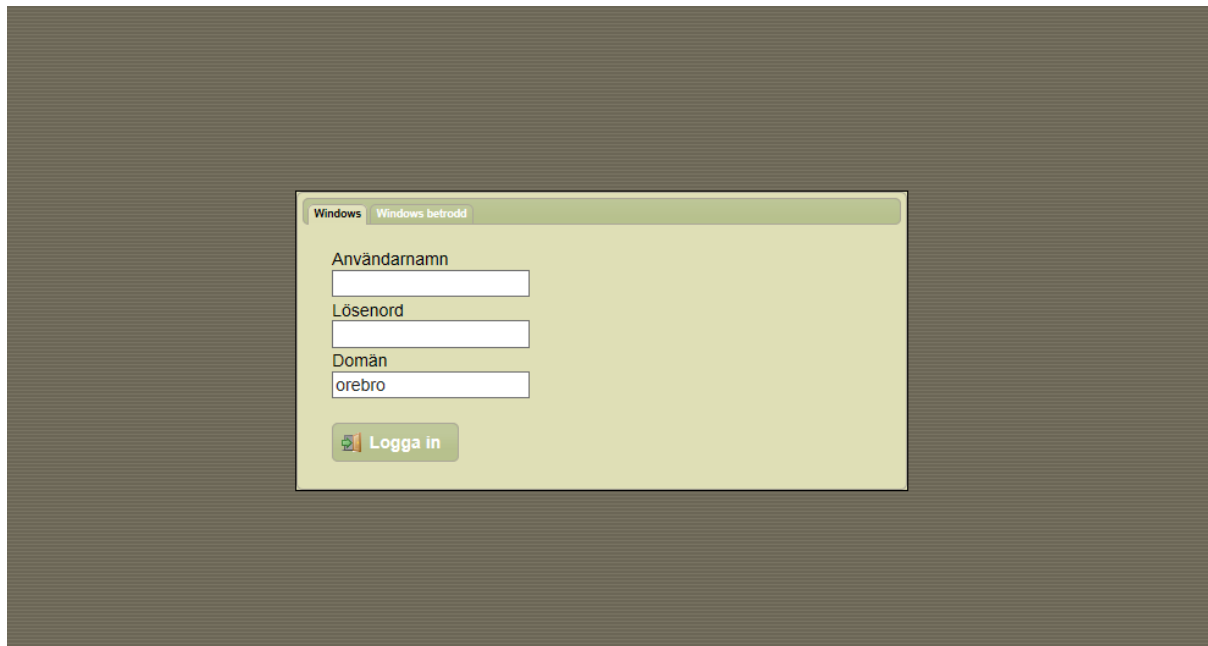 Windows Windows betrodd
Användarnamn
Lösenord
Domän
orebro
Logga in